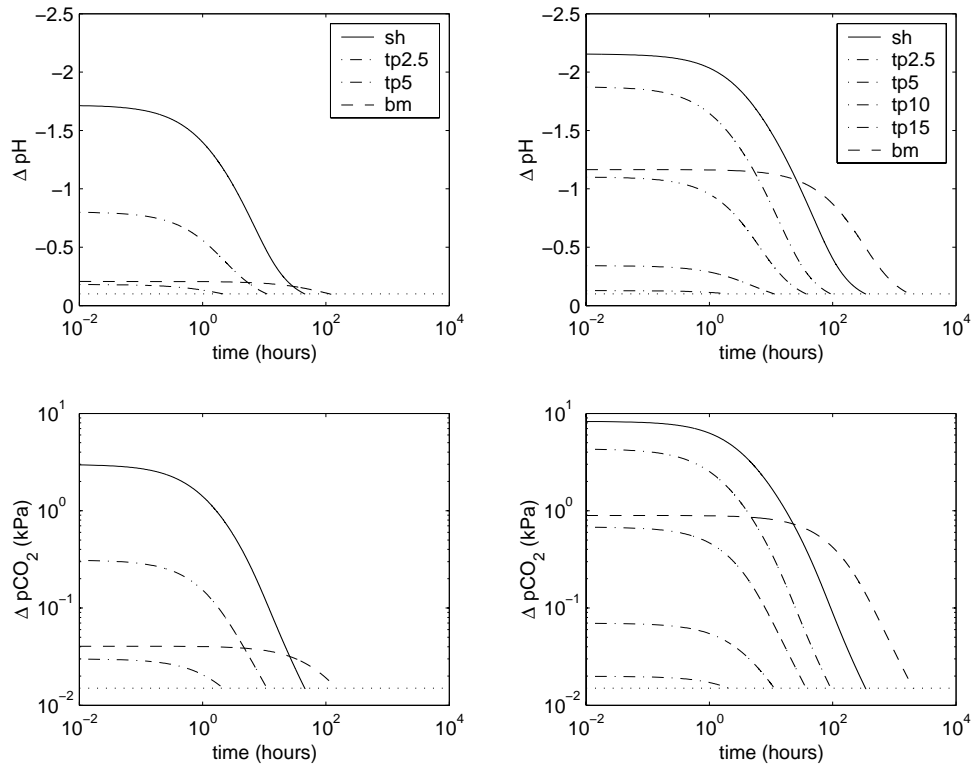 −2.5
−2
−1.5
−1
−0.5
0
Δ pH
10^-2
10^0
10^2
10^4
time (hours)
sh
tp2.5
tp5
bm
−2.5
−2
−1.5
−1
−0.5
0
Δ pH
10^-2
10^0
10^2
10^4
time (hours)
sh
tp2.5
tp5
tp10
tp15
bm
10^1
10^0
10^-1
10^-2
Δ pCO_2 (kPa)
10^-2
10^0
10^2
10^4
time (hours)
10^1
10^0
10^-1
10^-2
Δ pCO_2 (kPa)
10^-2
10^0
10^2
10^4
time (hours)